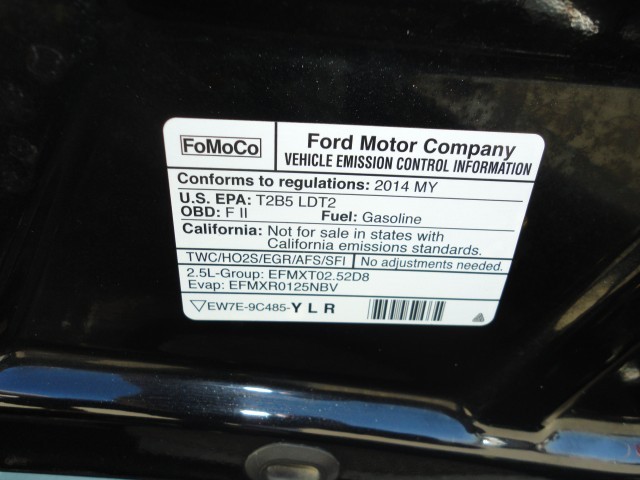 FoMoCo
Ford Motor Company
VEHICLE EMISSION CONTROL INFORMATION
Conforms to regulations: 2014 MY
U.S. EPA: T2B5 LDT2
OBD: F II Fuel: Gasoline
California: Not for sale in states with
California emissions standards.
TWC/HO2S/EGR/AFS/SFI No adjustments needed.
2.5L-Group: EFMXT02.52D8
Evap: EFMXR0125NBV
EW7E-9C485-YLR